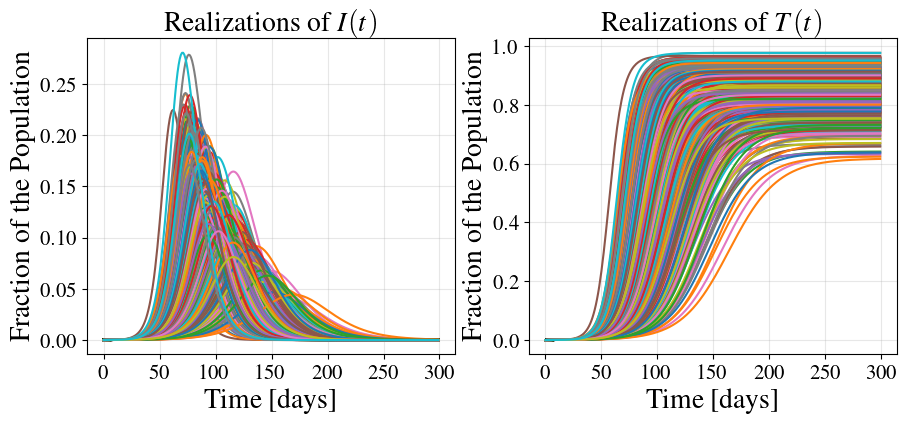 Realizations of I(t)
Fraction of the Population
0.25
0.20
0.15
0.10
0.05
0.00
0 50 100 150 200 250 300
Time [days]
Realizations of T(t)
Fraction of the Population
1.0
0.8
0.6
0.4
0.2
0.0
0 50 100 150 200 250 300
Time [days]